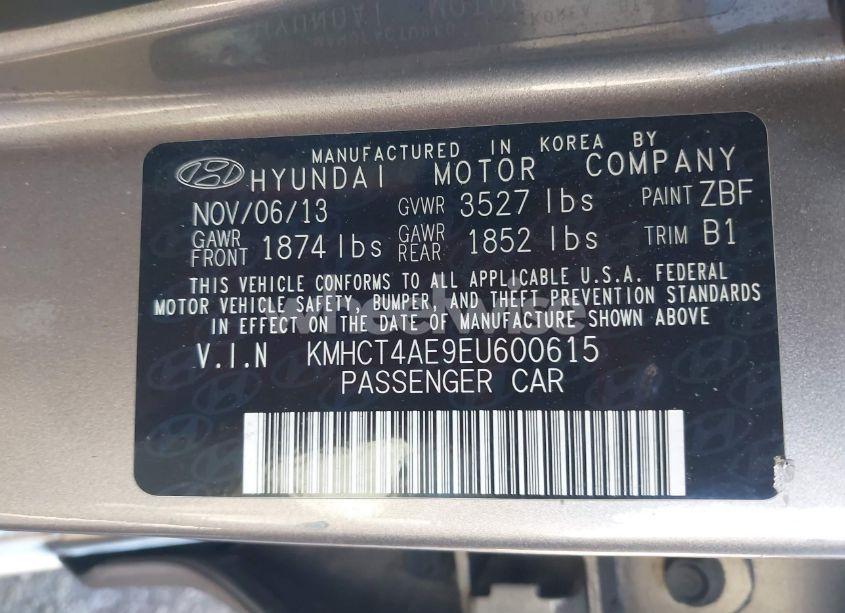 MANUFACTURED IN KOREA BY
HYUNDAI MOTOR COMPANY
NOV/06/13 GVWR 3527 lbs PAINT ZBF
GAWR FRONT 1874 lbs GAWR REAR 1852 lbs TRIM B1
THIS VEHICLE CONFORMS TO ALL APPLICABLE U.S.A. FEDERAL
MOTOR VEHICLE SAFETY, BUMPER, AND THEFT PREVENTION STANDARDS
IN EFFECT ON THE DATE OF MANUFACTURE SHOWN ABOVE
V.I.N KMHCT4AE9EU600615
PASSENGER CAR